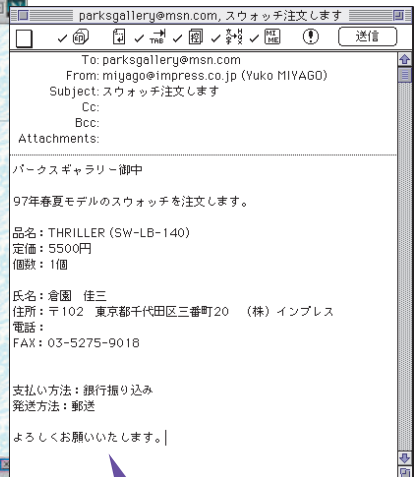 parksgallery@msn.com, スウォッチ注文します
送信
To: parksgallery@msn.com
From: miyago@impress.co.jp (Yuko MIYAGO)
Subject: スウォッチ注文します
Cc:
Bcc:
Attachments:
パークスギャラリー御中
97年春夏モデルのスウォッチを注文します。
品名：THRILLER (SW-LB-140)
定価：5500円
個数：1個
氏名：倉園　佳三
住所：〒102　東京都千代田区三番町20　（株）インプレス
電話：
FAX：03-5275-9018
支払い方法：銀行振り込み
発送方法：郵送
よろしくお願いいたします。